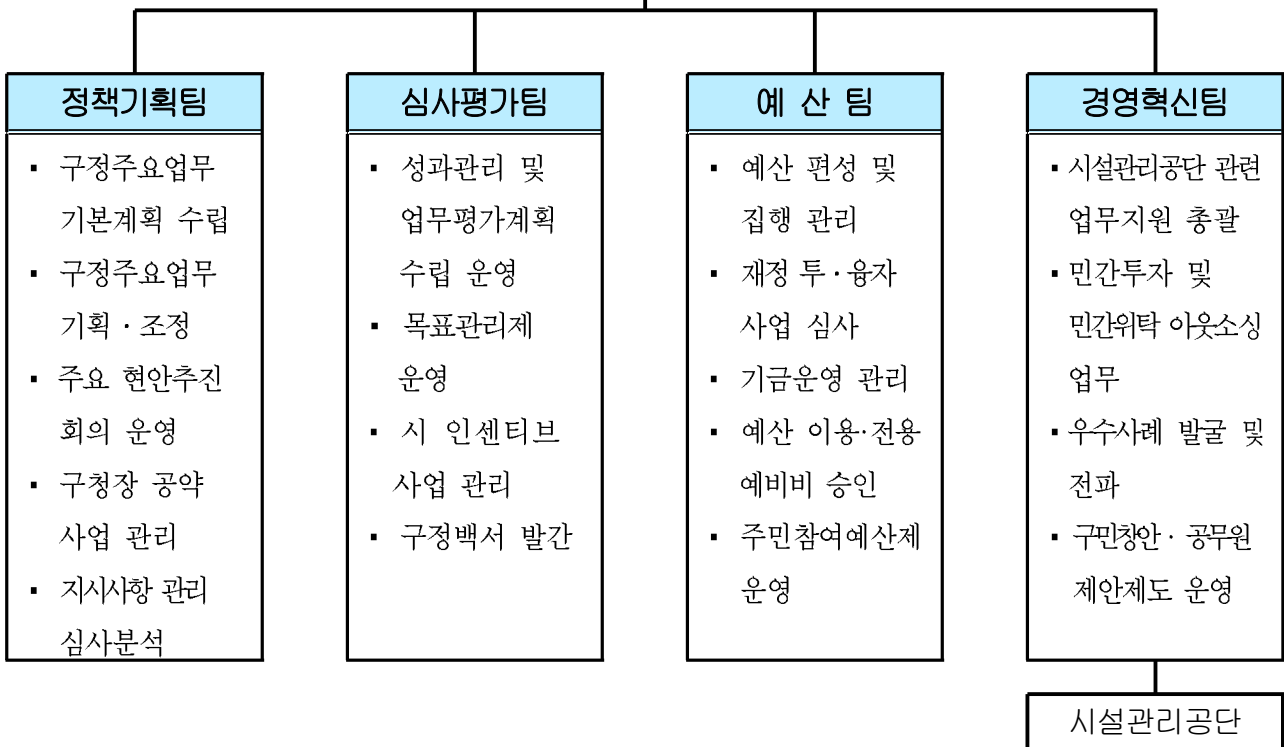 정책기획팀
▪ 구정주요업무
기본계획 수립
▪ 구정주요업무
기획·조정
▪ 주요 현안추진
회의 운영
▪ 구청장 공약
사업 관리
▪ 지시사항 관리
심사분석
심사평가팀
▪ 성과관리 및
업무평가계획
수립 운영
▪ 목표관리제
운영
▪ 시 인센티브
사업 관리
▪ 구정백서 발간
예 산 팀
▪ 예산 편성 및
집행 관리
▪ 재정 투·융자
사업 심사
▪ 기금운영 관리
▪ 예산 이용·전용
예비비 승인
▪ 주민참여예산제
운영
경영혁신팀
▪ 시설관리공단 관련
업무지원 총괄
▪ 민간투자 및
민간위탁 아웃소싱
업무
▪ 우수사례 발굴 및
전파
▪ 구민창안·공무원
제안제도 운영
시설관리공단